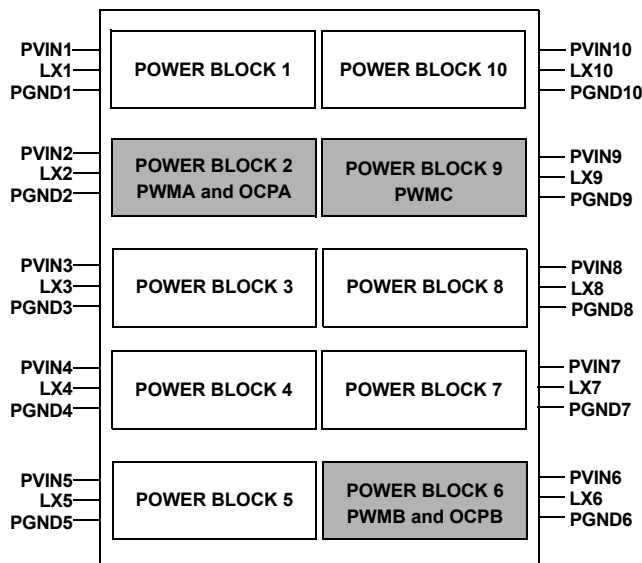 PVIN1
LX1
PGND1
POWER BLOCK 1
POWER BLOCK 10
PVIN10
LX10
PGND10
PVIN2
LX2
PGND2
POWER BLOCK 2
PWMA and OCPA
POWER BLOCK 9
PWMC
PVIN9
LX9
PGND9
PVIN3
LX3
PGND3
POWER BLOCK 3
POWER BLOCK 8
PVIN8
LX8
PGND8
PVIN4
LX4
PGND4
POWER BLOCK 4
POWER BLOCK 7
PVIN7
LX7
PGND7
PVIN5
LX5
PGND5
POWER BLOCK 5
POWER BLOCK 6
PWMB and OCPB
PVIN6
LX6
PGND6